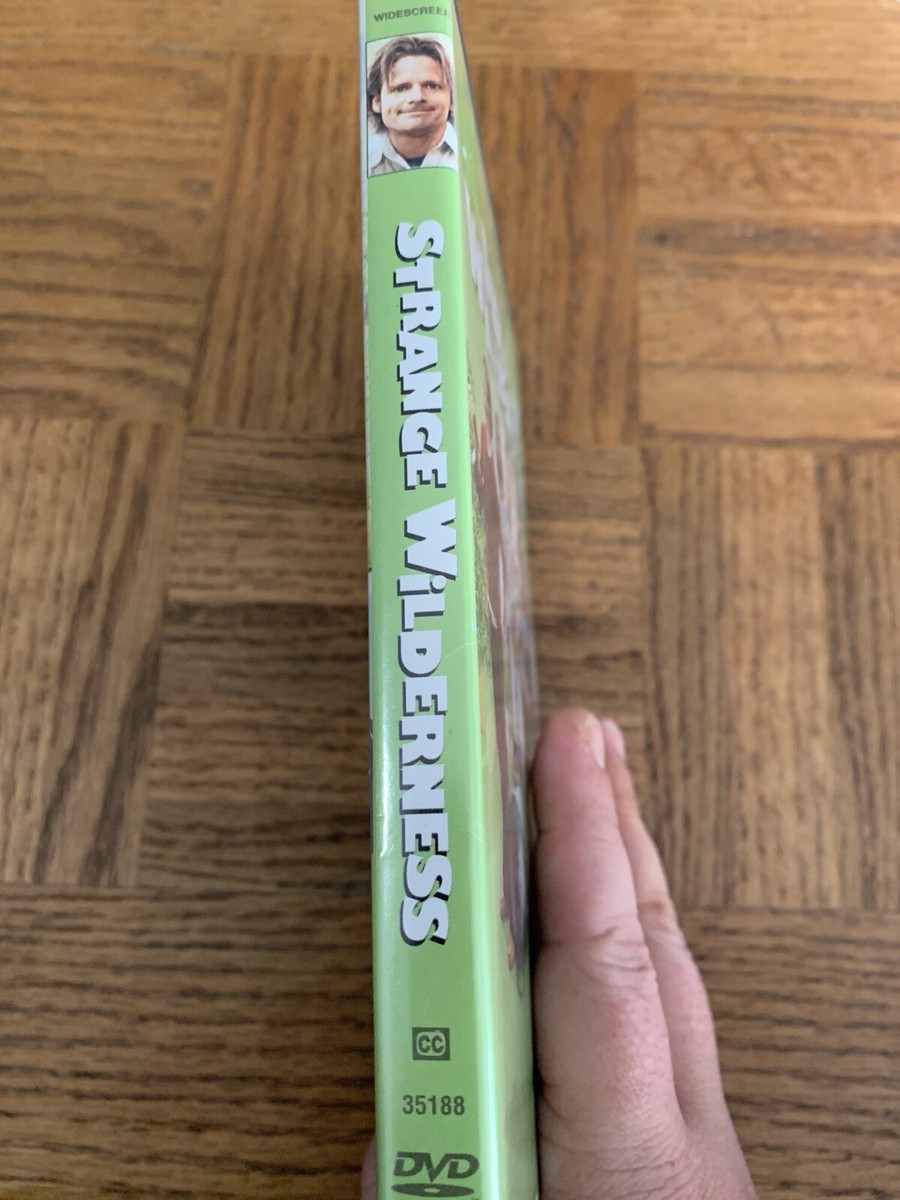 WIDESCREEN
STRANGE WILDERNESS
CC
35188
DVD